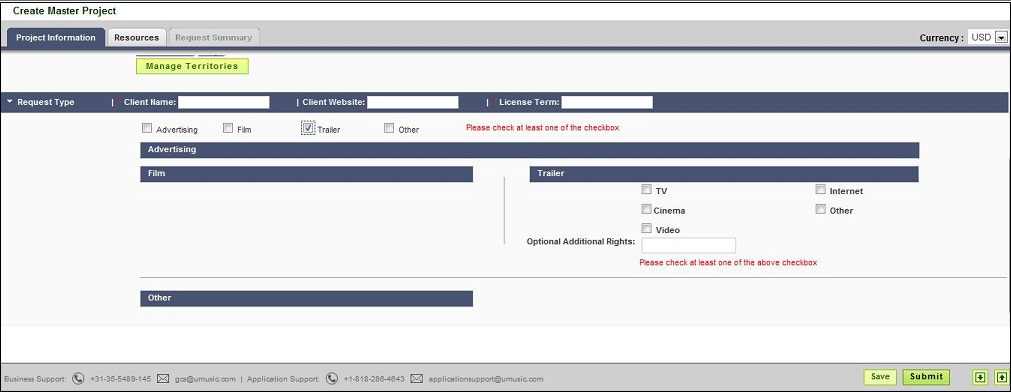 Create Master Project
Project Information Resources Request Summary Currency : USD
Manage Territories
Request Type | * Client Name: | Client Website: | * License Term:
Advertising Film Trailer Other Please check at least one of the checkbox
Advertising
Film Trailer
TV Internet
Cinema Other
Video
Optional Additional Rights:
Please check at least one of the above checkbox
Other
Business Support: +31-35-5489-145 gcs@umusic.com | Application Support: +1-818-286-4643 applicationsupport@umusic.com Save Submit